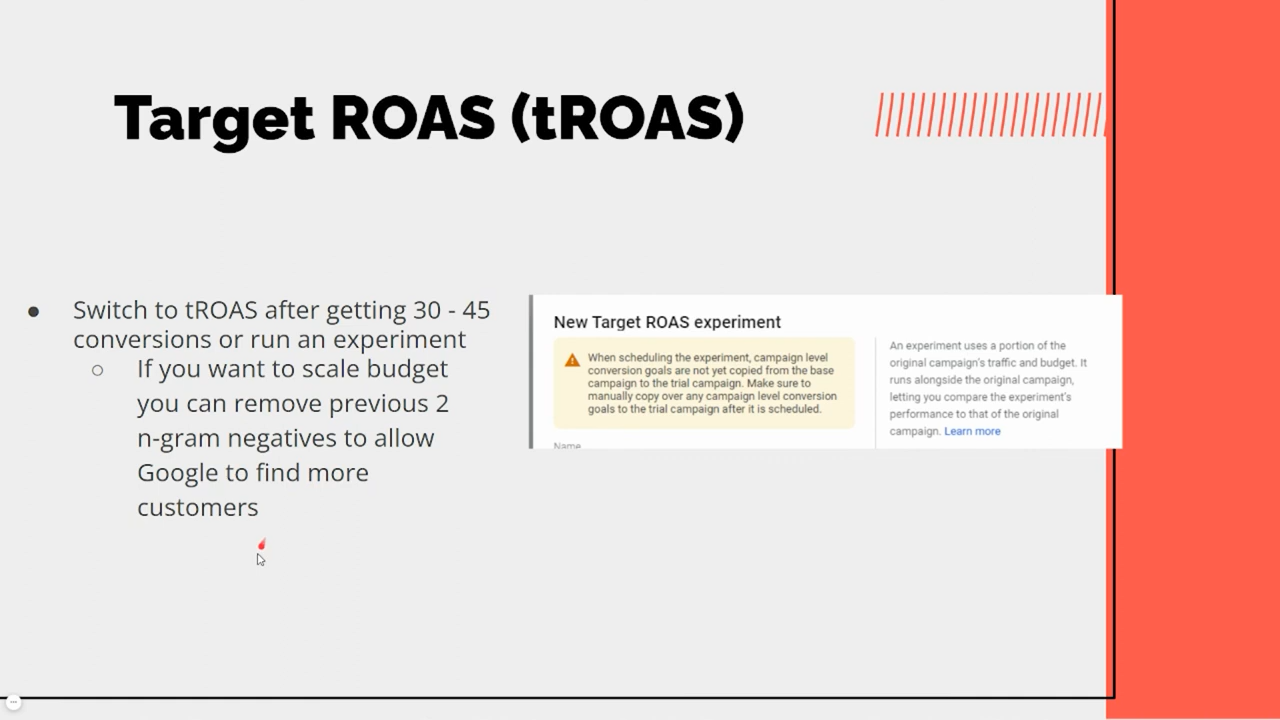 Target ROAS (tROAS)
● Switch to tROAS after getting 30 - 45
conversions or run an experiment
○ If you want to scale budget
you can remove previous 2
n-gram negatives to allow
Google to find more
customers
New Target ROAS experiment
When scheduling the experiment, campaign level
conversion goals are not yet copied from the base
campaign to the trial campaign. Make sure to
manually copy over any campaign level conversion
goals to the trial campaign after it is scheduled.
Name
An experiment uses a portion of the
original campaign's traffic and budget. It
runs alongside the original campaign,
letting you compare the experiment's
performance to that of the original
campaign. Learn more